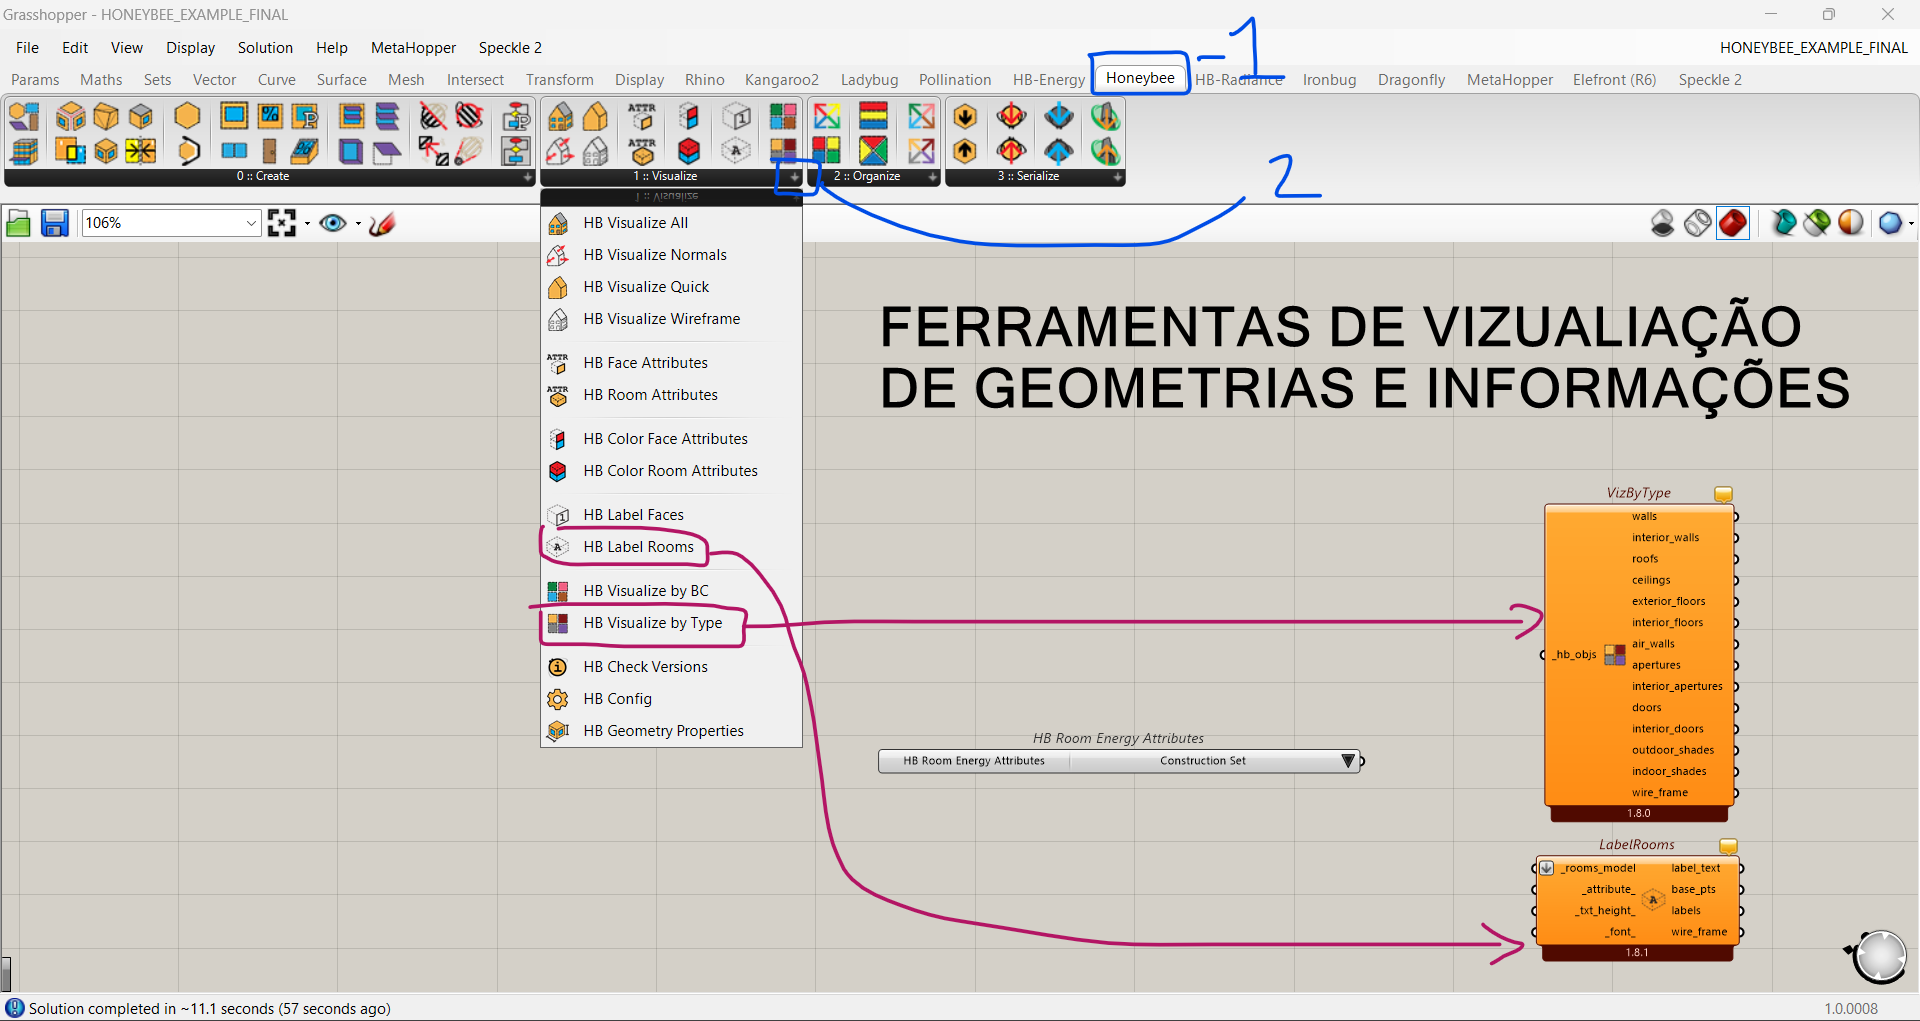 Grasshopper - HONEYBEE_EXAMPLE_FINAL
File Edit View Display Solution Help MetaHopper Speckle 2 HONEYBEE_EXAMPLE_FINAL
Params Maths Sets Vector Curve Surface Mesh Intersect Transform Display Rhino Kangaroo2 Ladybug Pollination HB-Energy Honeybee HB-Radiance Ironbug Dragonfly MetaHopper Elefront (R6) Speckle 2
-1
ATTR
ATTR
0 :: Create 1 :: Visualize 2 :: Organize 3 :: Serialize
2
1 :: Visualize
106%
HB Visualize All
HB Visualize Normals
HB Visualize Quick
HB Visualize Wireframe
ATTR HB Face Attributes
ATTR HB Room Attributes
HB Color Face Attributes
HB Color Room Attributes
HB Label Faces
HB Label Rooms
HB Visualize by BC
HB Visualize by Type
HB Check Versions
HB Config
HB Geometry Properties
FERRAMENTAS DE VIZUALIAÇÃO
DE GEOMETRIAS E INFORMAÇÕES
VizByType
walls
interior_walls
roofs
ceilings
exterior_floors
interior_floors
air_walls
_hb_objs
apertures
interior_apertures
doors
interior_doors
outdoor_shades
indoor_shades
wire_frame
1.8.0
HB Room Energy Attributes
HB Room Energy Attributes Construction Set
LabelRooms
_rooms_model label_text
_attribute_ base_pts
_txt_height_ labels
_font_ wire_frame
1.8.1
Solution completed in ~11.1 seconds (57 seconds ago)
1.0.0008